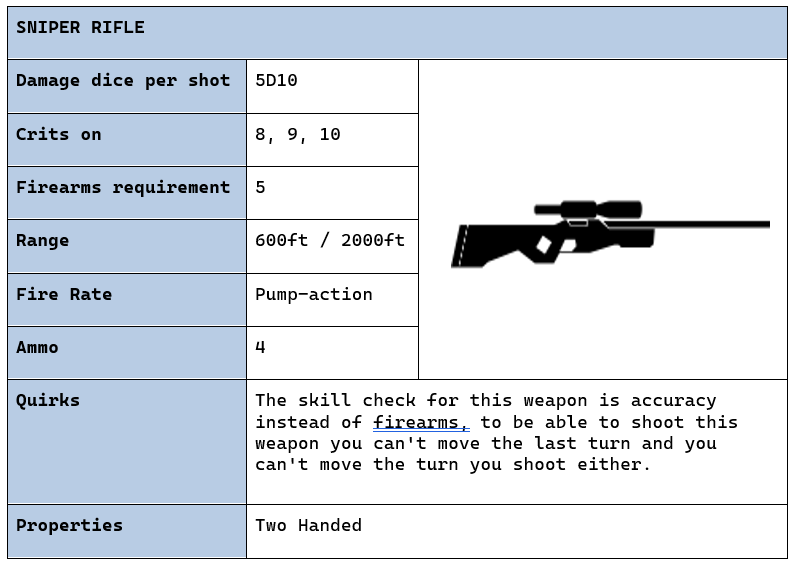 SNIPER RIFLE
Damage dice per shot 5D10
Crits on 8, 9, 10
Firearms requirement 5
Range 600ft / 2000ft
Fire Rate Pump-action
Ammo 4
Quirks The skill check for this weapon is accuracy
instead of firearms, to be able to shoot this
weapon you can't move the last turn and you
can't move the turn you shoot either.
Properties Two Handed